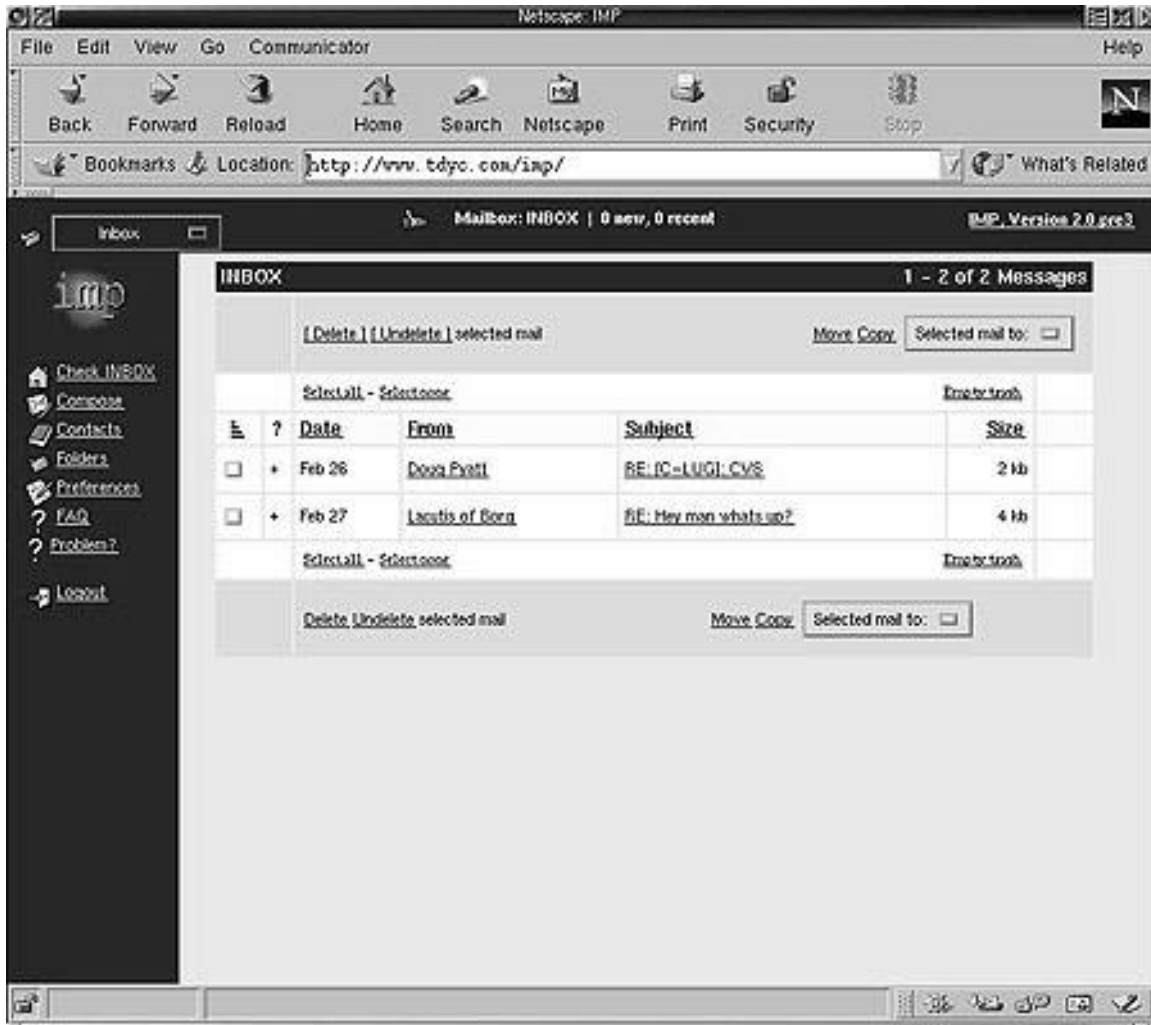 Netscape: IMP
File Edit View Go Communicator Help
Back Forward Reload Home Search Netscape Print Security Stop
N
Bookmarks Location: http://www.tdyc.com/imp/ What's Related
Inbox Mailbox: INBOX | 0 new, 0 recent IMP, Version 2.0.pre3
imp
INBOX 1 - 2 of 2 Messages
[ Delete ] [ Undelete ] selected mail Move Copy Selected mail to:
Check INBOX
Compose
Contacts
Folders
Preferences
FAQ
Problem?
Logout
Select all - Select none Empty trash
? Date From Subject Size
+ Feb 26 Doug Pyatt RE: [C-LUG]: CVS 2 kb
+ Feb 27 Lacutis of Borg RE: Hey man whats up? 4 kb
Select all - Select none Empty trash
Delete Undelete selected mail Move Copy Selected mail to: